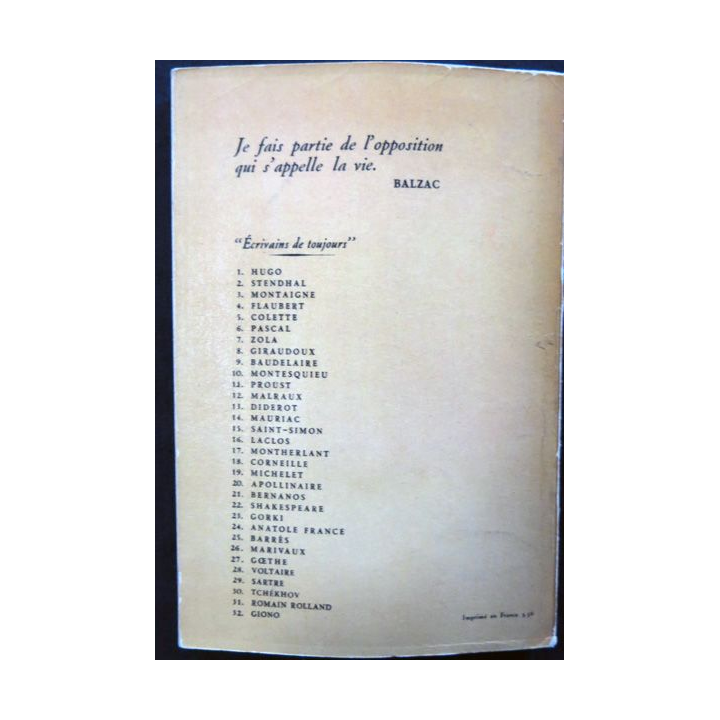 Je fais partie de l'opposition
qui s'appelle la vie.
BALZAC
"Écrivains de toujours"
1. HUGO
2. STENDHAL
3. MONTAIGNE
4. FLAUBERT
5. COLETTE
6. PASCAL
7. ZOLA
8. GIRAUDOUX
9. BAUDELAIRE
10. MONTESQUIEU
11. PROUST
12. MALRAUX
13. DIDEROT
14. MAURIAC
15. SAINT-SIMON
16. LACLOS
17. MONTHERLANT
18. CORNEILLE
19. MICHELET
20. APOLLINAIRE
21. BERNANOS
22. SHAKESPEARE
23. GORKI
24. ANATOLE FRANCE
25. BARRÈS
26. MARIVAUX
27. GŒTHE
28. VOLTAIRE
29. SARTRE
30. TCHÉKHOV
31. ROMAIN ROLLAND
32. GIONO
Imprimé en France